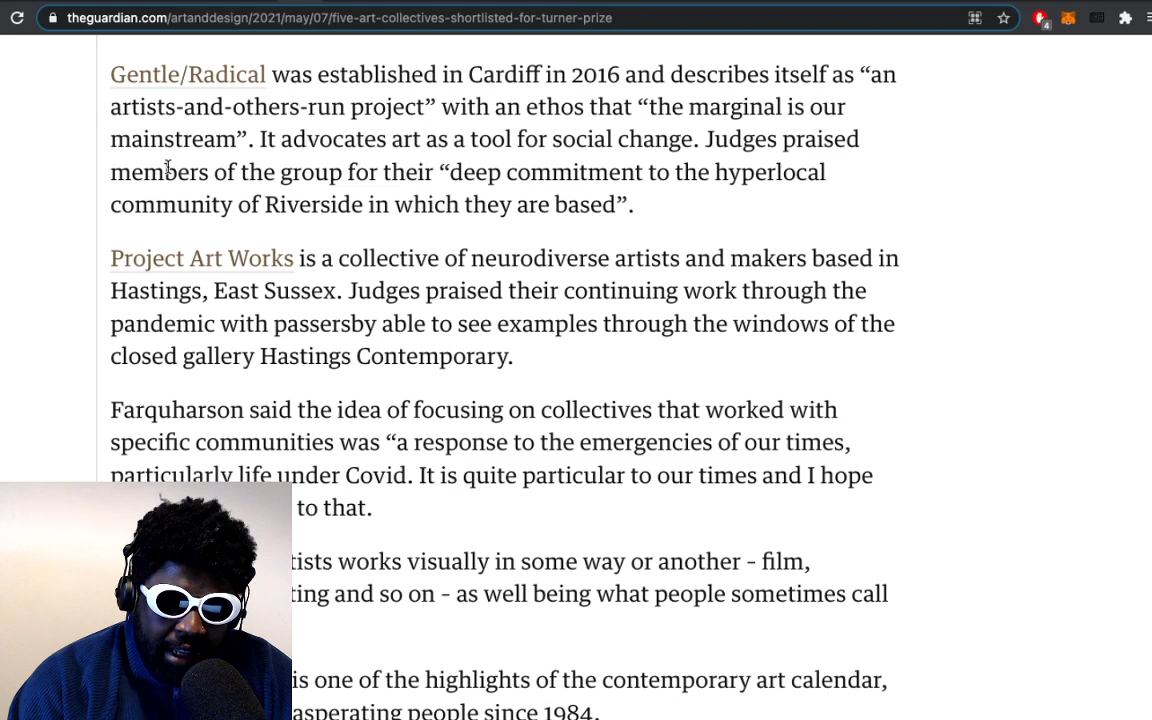 theguardian.com/artanddesign/2021/may/07/five-art-collectives-shortlisted-for-turner-prize
4
Gentle/Radical was established in Cardiff in 2016 and describes itself as “an
artists-and-others-run project” with an ethos that “the marginal is our
mainstream”. It advocates art as a tool for social change. Judges praised
members of the group for their “deep commitment to the hyperlocal
community of Riverside in which they are based”.
Project Art Works is a collective of neurodiverse artists and makers based in
Hastings, East Sussex. Judges praised their continuing work through the
pandemic with passersby able to see examples through the windows of the
closed gallery Hastings Contemporary.
Farquharson said the idea of focusing on collectives that worked with
specific communities was “a response to the emergencies of our times,
particularly life under Covid. It is quite particular to our times and I hope
to that.
tists works visually in some way or another – film,
ting and so on – as well being what people sometimes call
is one of the highlights of the contemporary art calendar,
asperating people since 1984.